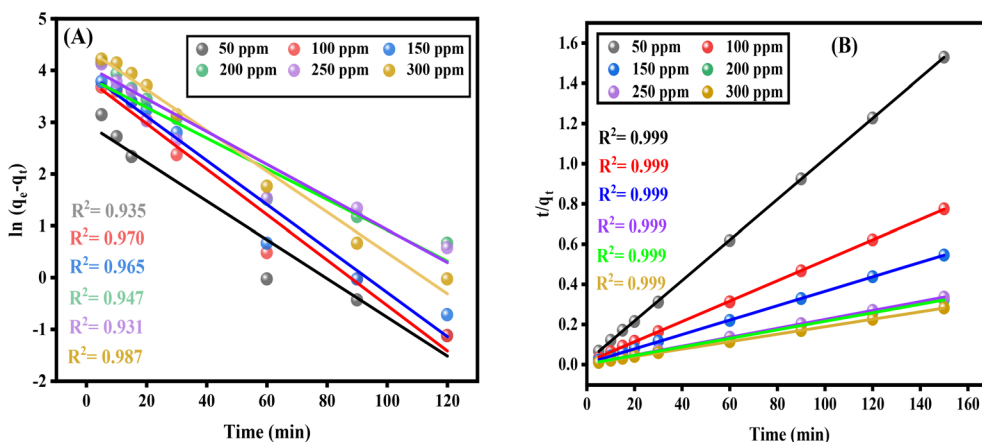 (A)
50 ppm 100 ppm 150 ppm
200 ppm 250 ppm 300 ppm
5
4
3
2
1
0
-1
-2
ln (qₑ-qₜ)
R²= 0.935
R²= 0.970
R²= 0.965
R²= 0.947
R²= 0.931
R²= 0.987
0 20 40 60 80 100 120
Time (min)
(B)
50 ppm 100 ppm
150 ppm 200 ppm
250 ppm 300 ppm
1.6
1.4
1.2
1.0
0.8
0.6
0.4
0.2
0.0
t/qₜ
R²= 0.999
R²= 0.999
R²= 0.999
R²= 0.999
R²= 0.999
R²= 0.999
0 20 40 60 80 100 120 140 160
Time (min)